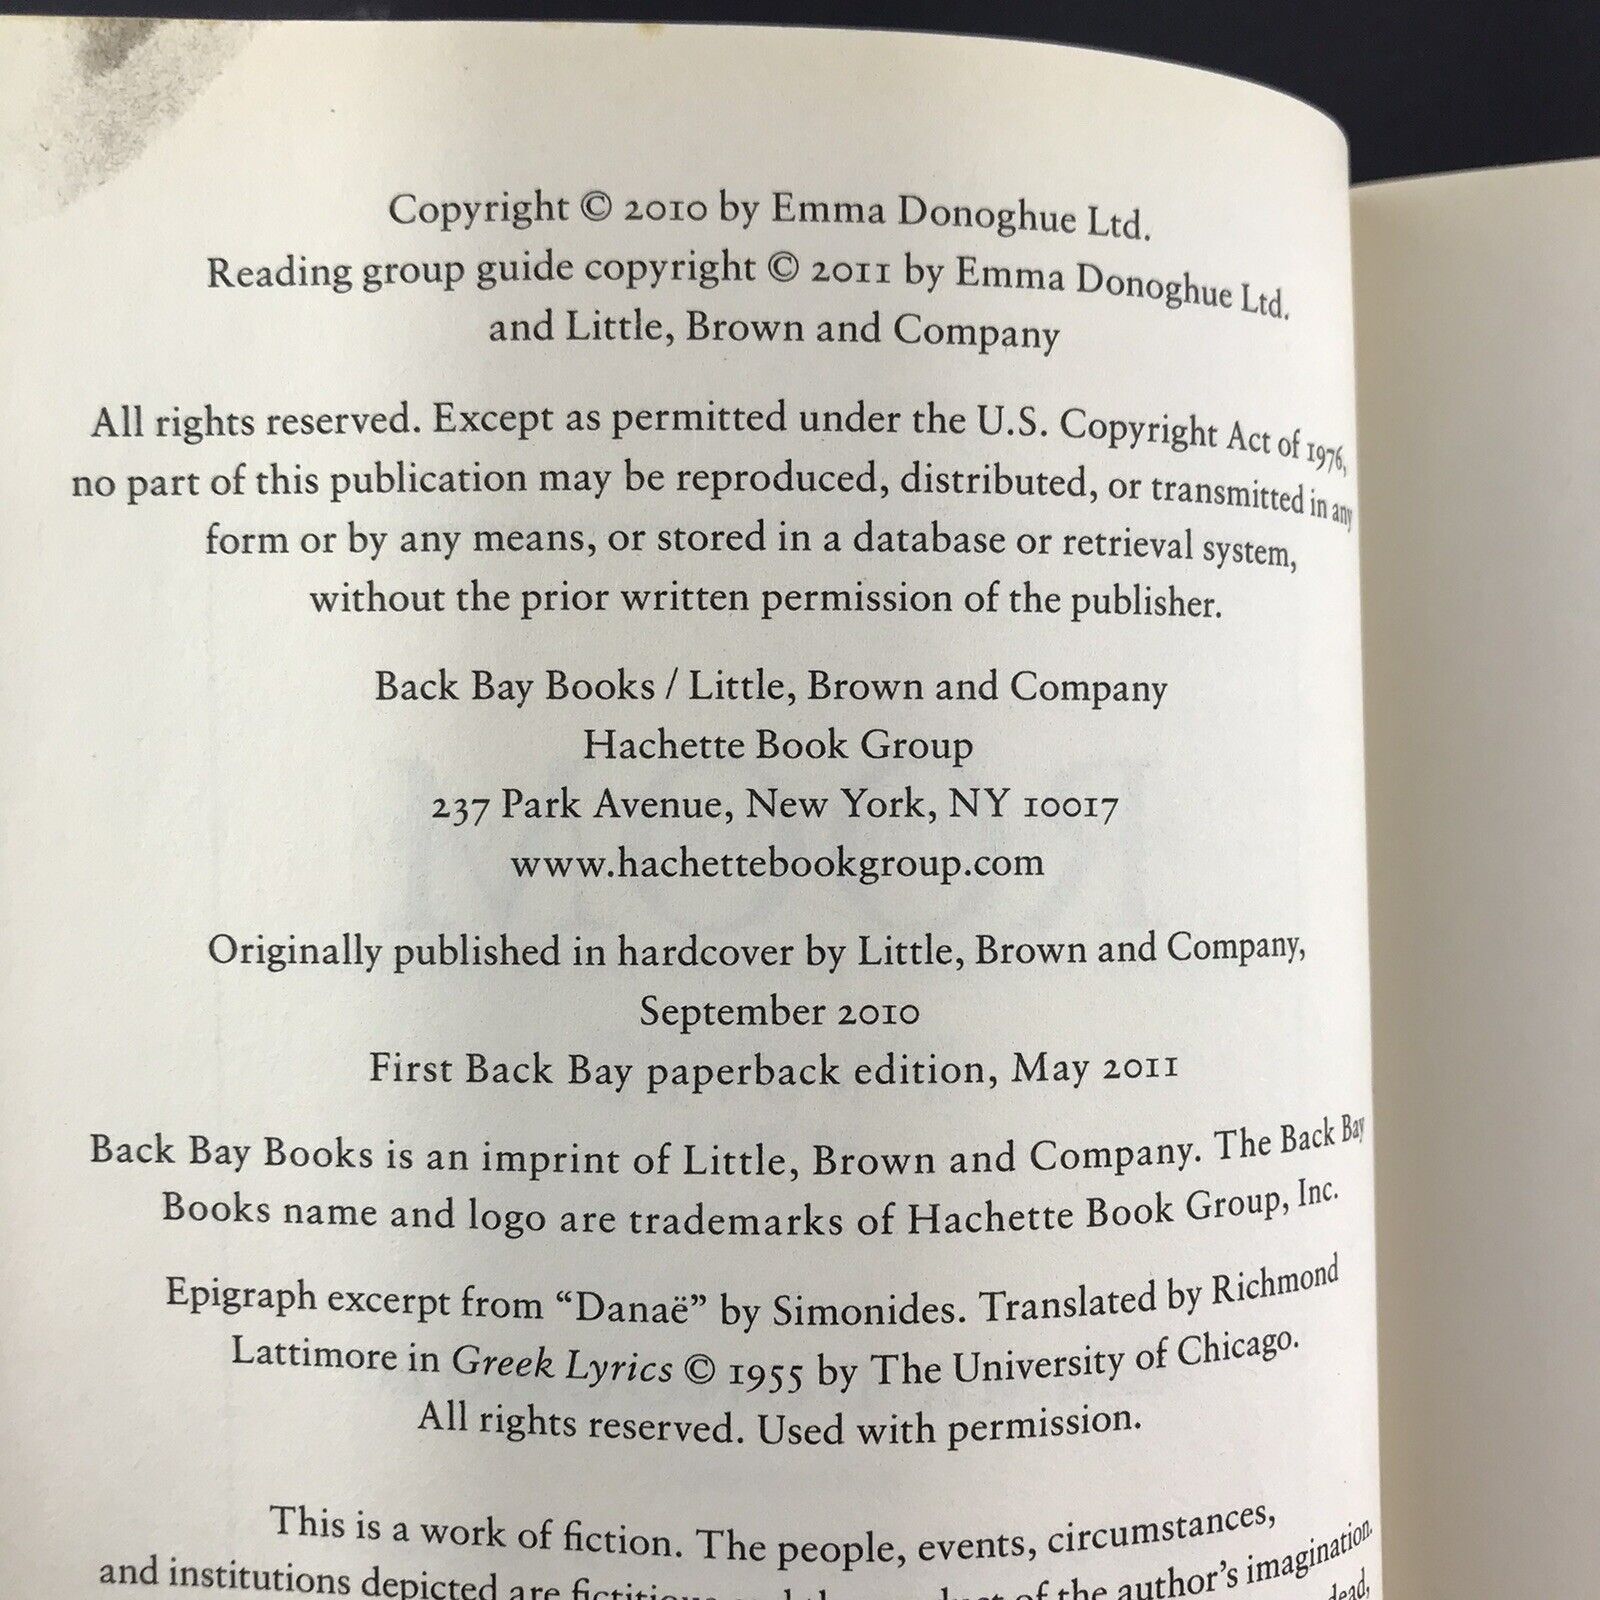 Copyright © 2010 by Emma Donoghue Ltd.
Reading group guide copyright © 2011 by Emma Donoghue Ltd.
and Little, Brown and Company
All rights reserved. Except as permitted under the U.S. Copyright Act of 1976,
no part of this publication may be reproduced, distributed, or transmitted in any
form or by any means, or stored in a database or retrieval system,
without the prior written permission of the publisher.
Back Bay Books / Little, Brown and Company
Hachette Book Group
237 Park Avenue, New York, NY 10017
www.hachettebookgroup.com
Originally published in hardcover by Little, Brown and Company,
September 2010
First Back Bay paperback edition, May 2011
Back Bay Books is an imprint of Little, Brown and Company. The Back Bay
Books name and logo are trademarks of Hachette Book Group, Inc.
Epigraph excerpt from “Danaë” by Simonides. Translated by Richmond
Lattimore in Greek Lyrics © 1955 by The University of Chicago.
All rights reserved. Used with permission.
This is a work of fiction. The people, events, circumstances,
and institutions depicted are of the author’s imagination.
dead,